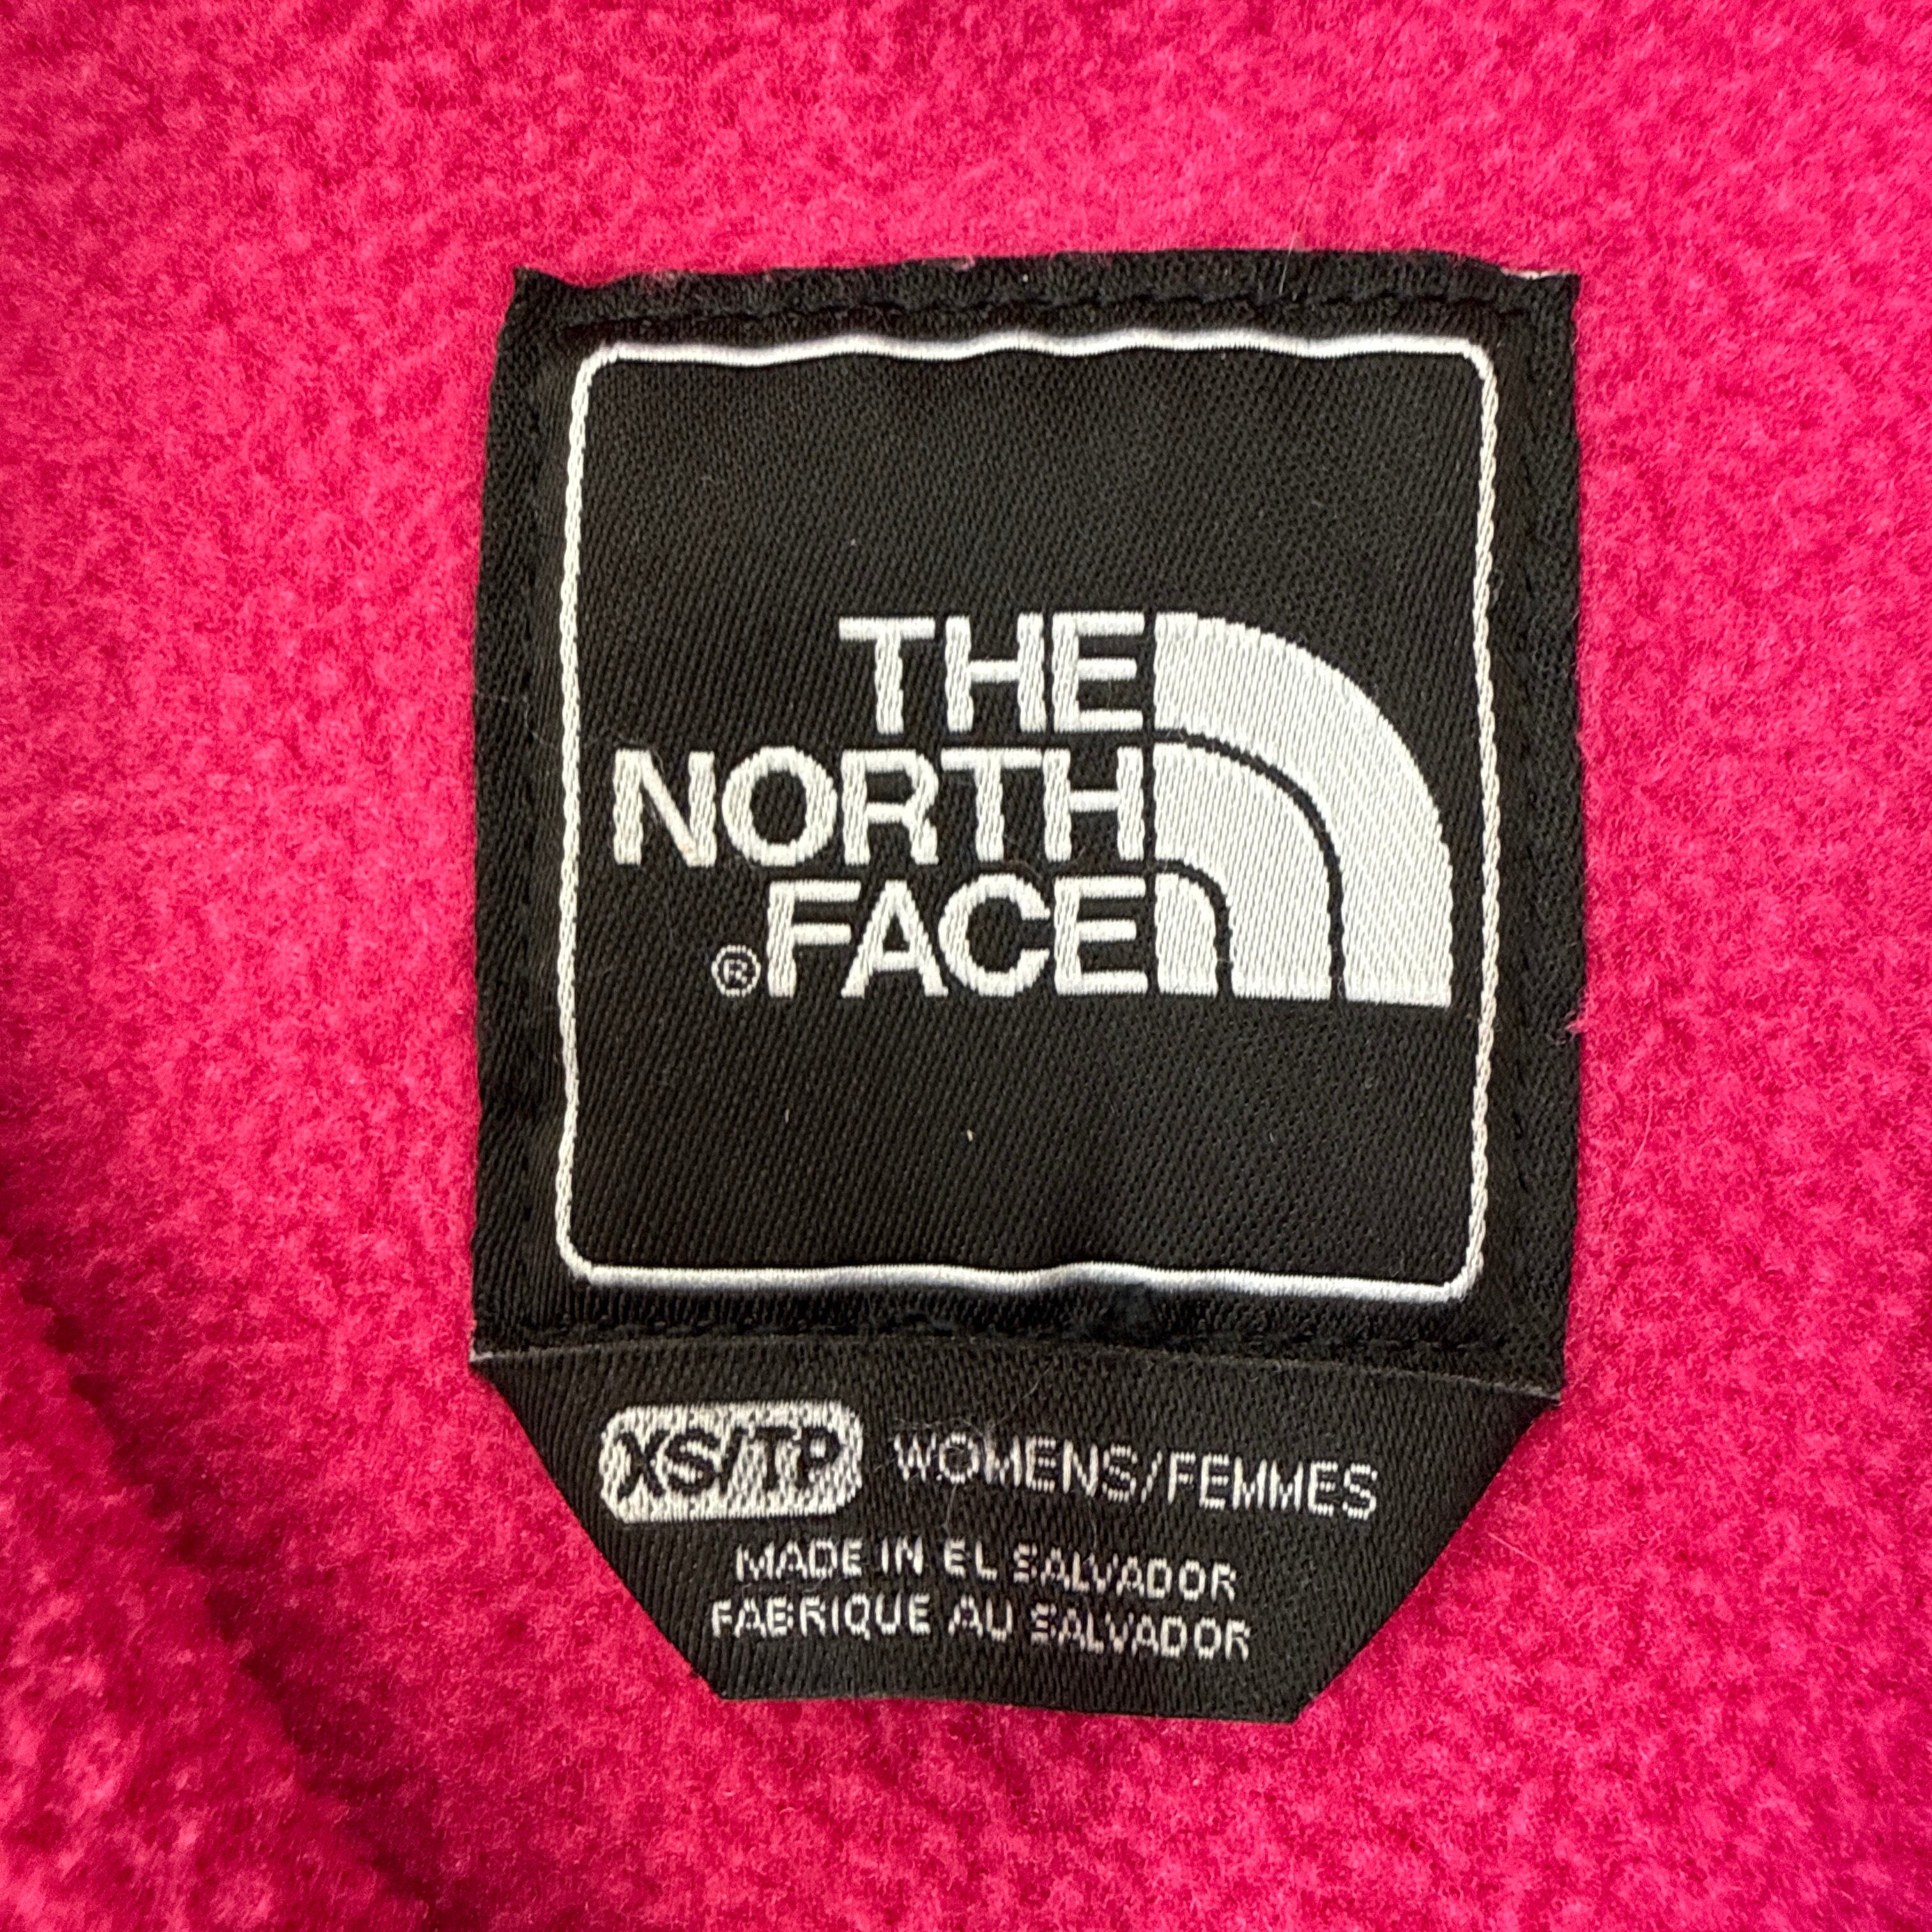 THE
NORTH
®FACE
XS/TP WOMENS/FEMMES
MADE IN EL SALVADOR
FABRIQUE AU SALVADOR